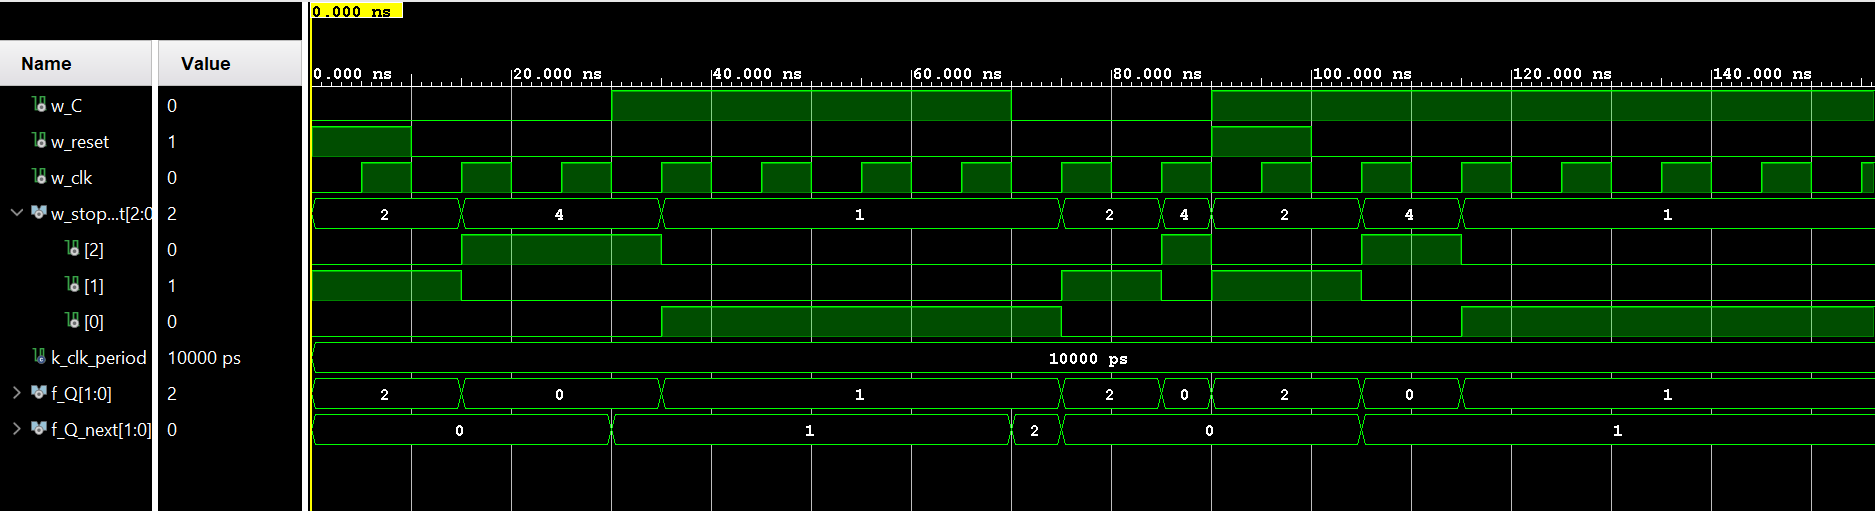 0.000 ns
Name Value
0.000 ns 20.000 ns 40.000 ns 60.000 ns 80.000 ns 100.000 ns 120.000 ns 140.000 ns
w_C 0
w_reset 1
w_clk 0
w_stop...t[2:0 2 2 4 1 2 4 2 4 1
[2] 0
[1] 1
[0] 0
k_clk_period 10000 ps 10000 ps
f_Q[1:0] 2 2 0 1 2 0 2 0 1
f_Q_next[1:0] 0 0 1 2 0 1